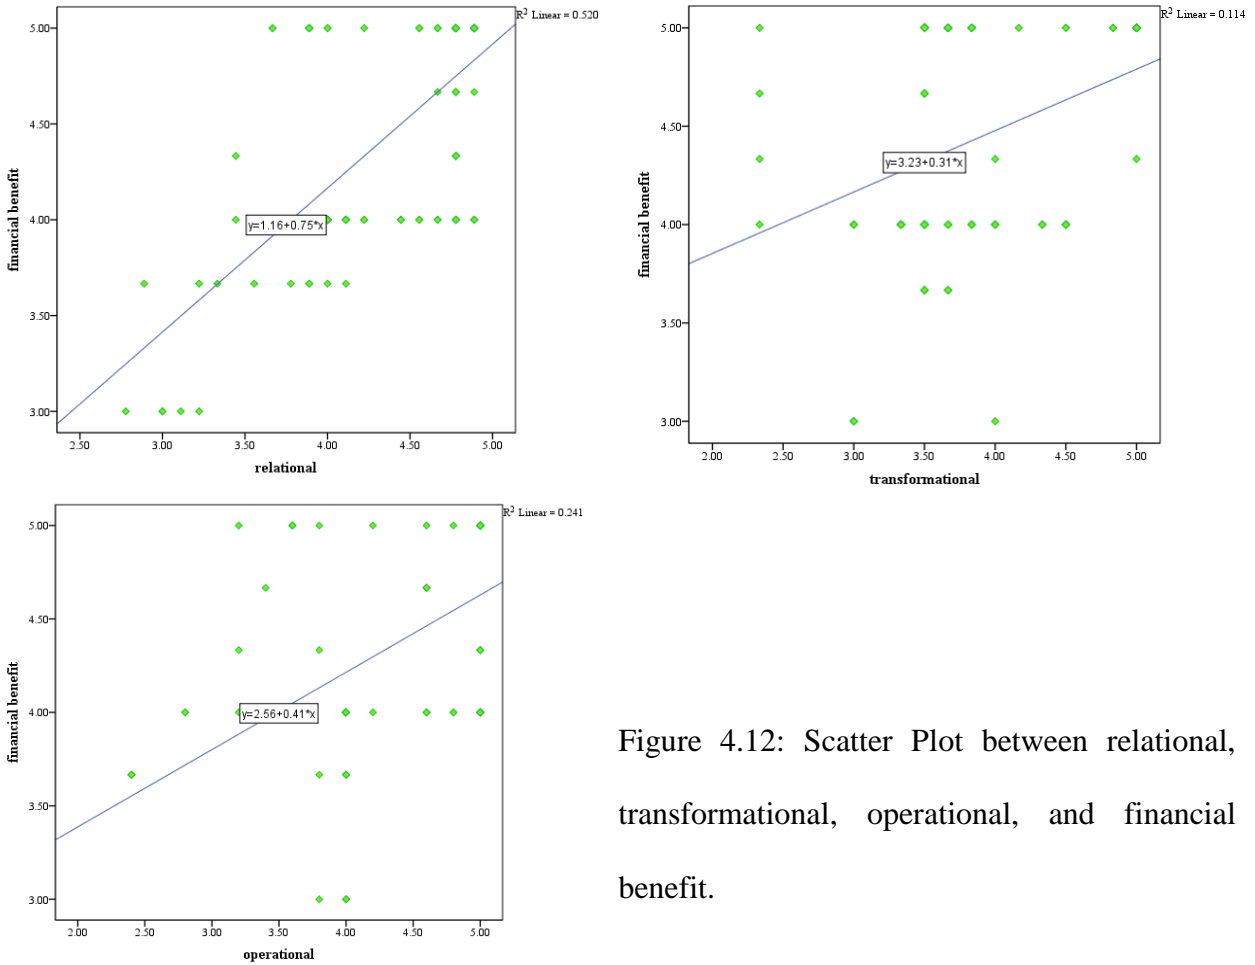 R² Linear = 0.520
5.00
4.50
4.00
3.50
3.00
financial benefit
y=1.16+0.75*x
2.50 3.00 3.50 4.00 4.50 5.00
relational
R² Linear = 0.114
5.00
4.50
4.00
3.50
3.00
financial benefit
y=3.23+0.31*x
2.00 2.50 3.00 3.50 4.00 4.50 5.00
transformational
R² Linear = 0.241
5.00
4.50
4.00
3.50
3.00
financial benefit
y=2.56+0.41*x
2.00 2.50 3.00 3.50 4.00 4.50 5.00
operational
Figure 4.12: Scatter Plot between relational,
transformational, operational, and financial
benefit.